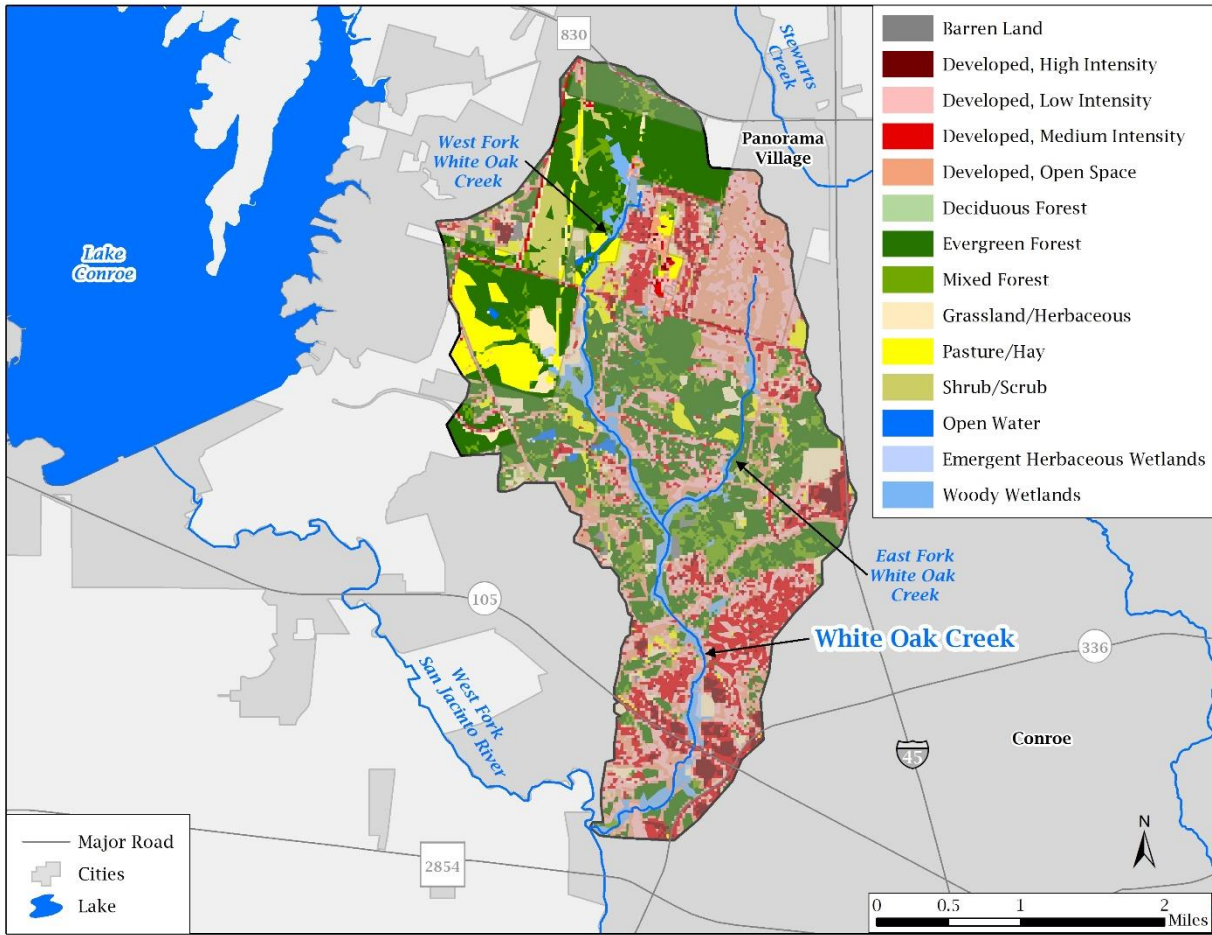 830
Stewarts
Creek
Panorama
Village
West Fork
White Oak
Creek
Lake
Conroe
East Fork
White Oak
Creek
White Oak Creek
105
336
West Fork
San Jacinto River
45
Conroe
2854
Barren Land
Developed, High Intensity
Developed, Low Intensity
Developed, Medium Intensity
Developed, Open Space
Deciduous Forest
Evergreen Forest
Mixed Forest
Grassland/Herbaceous
Pasture/Hay
Shrub/Scrub
Open Water
Emergent Herbaceous Wetlands
Woody Wetlands
Major Road
Cities
Lake
N
0 0.5 1 2
Miles